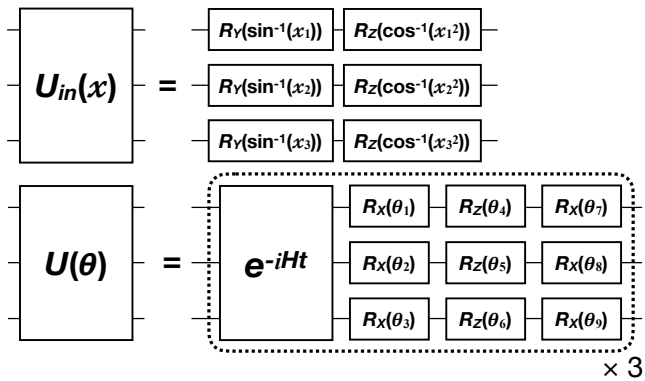 R_Y(sin⁻¹(x₁)) R_Z(cos⁻¹(x₁²))
U_in(x) = R_Y(sin⁻¹(x₂)) R_Z(cos⁻¹(x₂²))
R_Y(sin⁻¹(x₃)) R_Z(cos⁻¹(x₃²))
R_X(θ₁) R_Z(θ₄) R_X(θ₇)
U(θ) = e^-iHt R_X(θ₂) R_Z(θ₅) R_X(θ₈)
R_X(θ₃) R_Z(θ₆) R_X(θ₉)
× 3